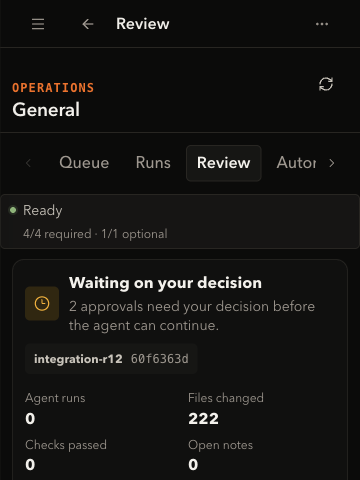 Review
OPERATIONS
General
Queue
Runs
Review
Autor
Ready
4/4 required · 1/1 optional
Waiting on your decision
2 approvals need your decision before
the agent can continue.
integration-r12 60f6363d
Agent runs
0
Files changed
222
Checks passed
0
Open notes
0